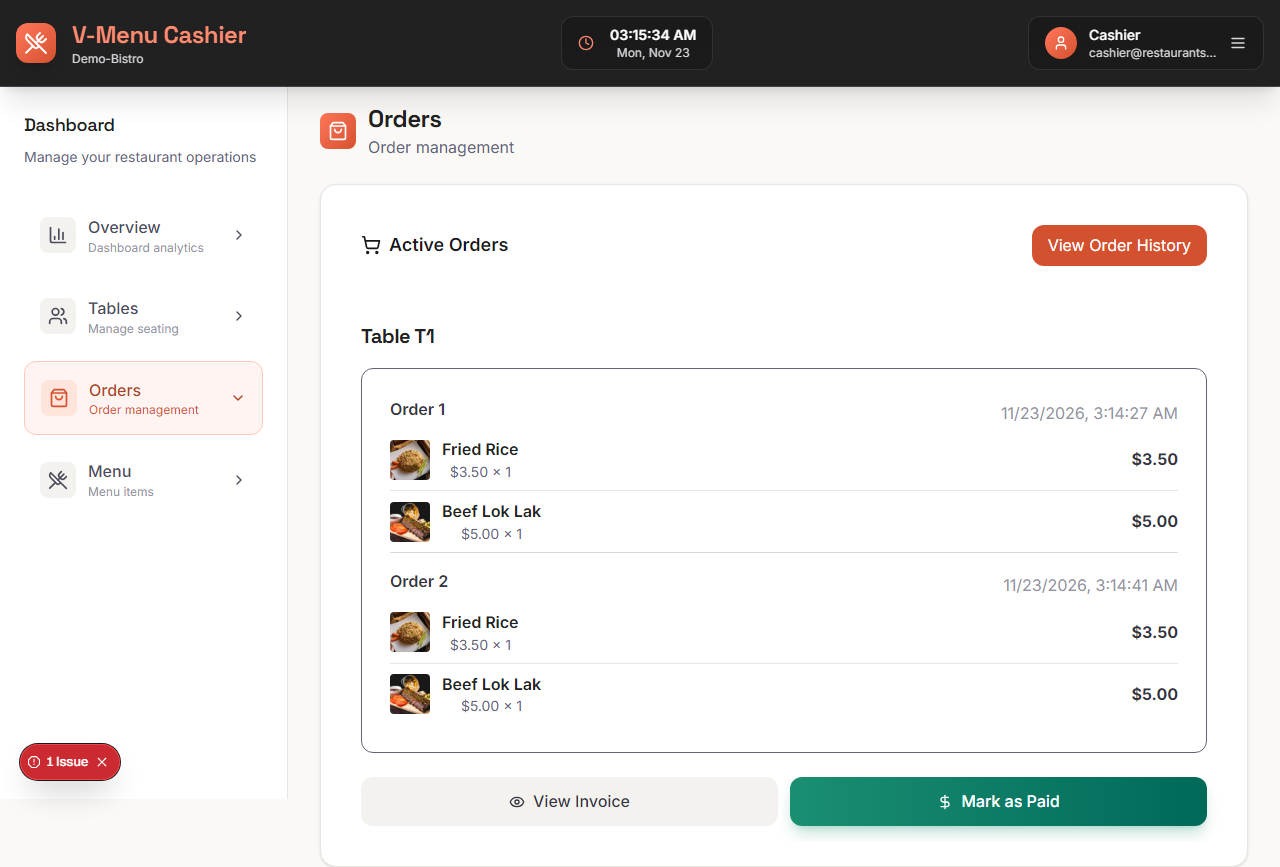 V-Menu Cashier
Demo-Bistro
03:15:34 AM
Mon, Nov 23
Cashier
cashier@restaurants...
Dashboard
Manage your restaurant operations
Overview
Dashboard analytics
Tables
Manage seating
Orders
Order management
Menu
Menu items
1 Issue
Orders
Order management
Active Orders
View Order History
Table T1
Order 1
11/23/2026, 3:14:27 AM
Fried Rice
$3.50 × 1
$3.50
Beef Lok Lak
$5.00 × 1
$5.00
Order 2
11/23/2026, 3:14:41 AM
Fried Rice
$3.50 × 1
$3.50
Beef Lok Lak
$5.00 × 1
$5.00
View Invoice
$ Mark as Paid